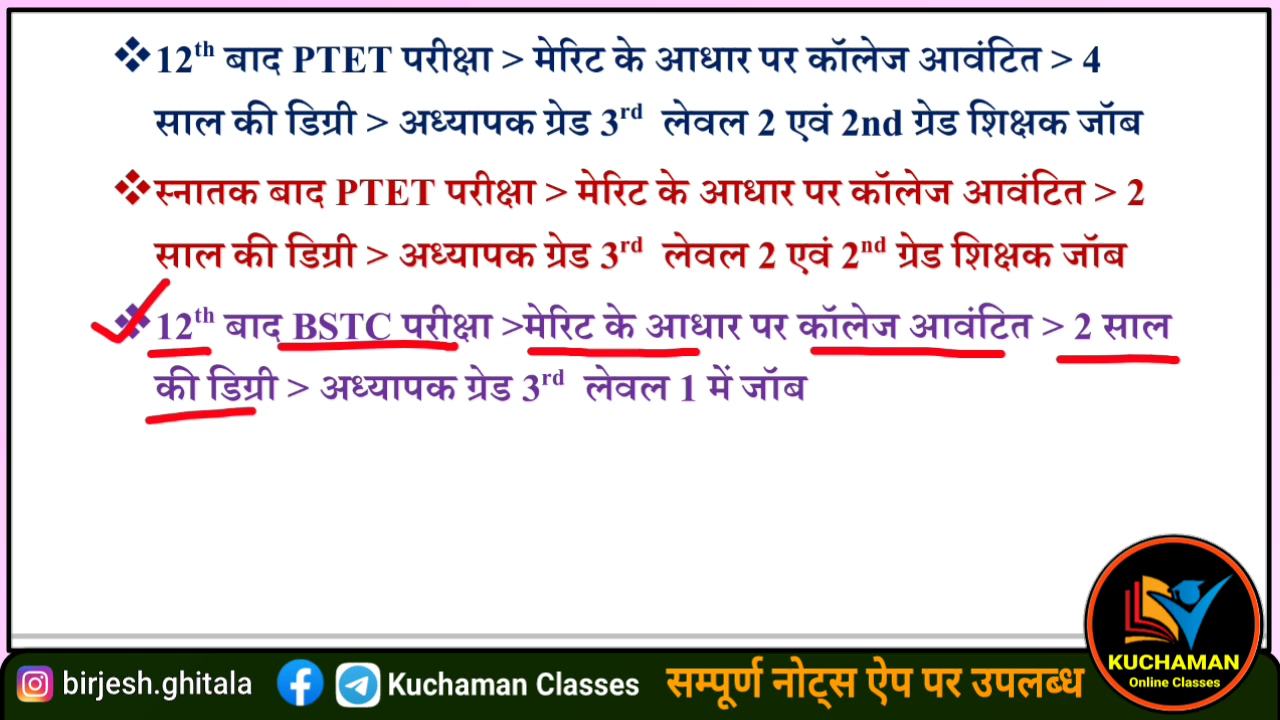 ❖12th बाद PTET परीक्षा > मेरिट के आधार पर कॉलेज आवंटित > 4
साल की डिग्री > अध्यापक ग्रेड 3rd लेवल 2 एवं 2nd ग्रेड शिक्षक जॉब
❖स्नातक बाद PTET परीक्षा > मेरिट के आधार पर कॉलेज आवंटित > 2
साल की डिग्री > अध्यापक ग्रेड 3rd लेवल 2 एवं 2nd ग्रेड शिक्षक जॉब
❖12th बाद BSTC परीक्षा >मेरिट के आधार पर कॉलेज आवंटित > 2 साल
की डिग्री > अध्यापक ग्रेड 3rd लेवल 1 में जॉब
birjesh.ghitala Kuchaman Classes सम्पूर्ण नोट्स ऐप पर उपलब्ध
KUCHAMAN
Online Classes